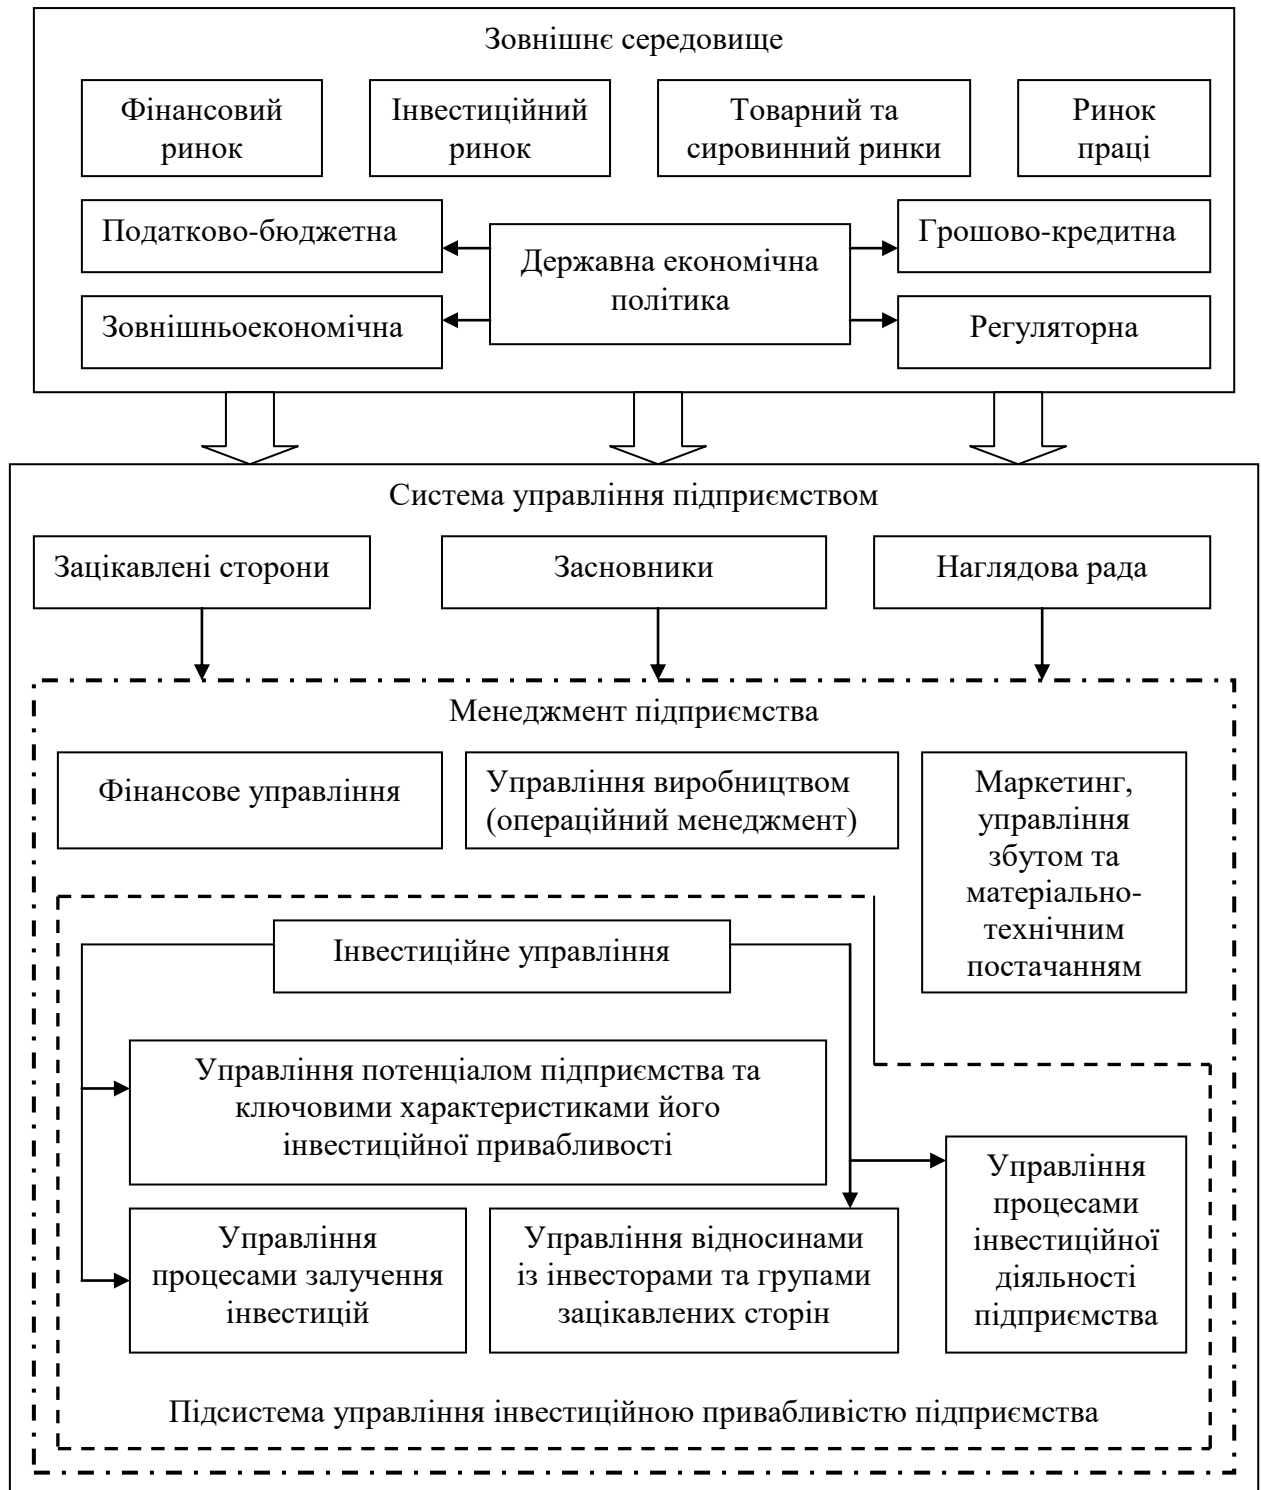 Зовнішнє середовище
Фінансовий
ринок
Інвестиційний
ринок
Товарний та
сировинний ринки
Ринок
праці
Податково-бюджетна
Державна економічна
політика
Грошово-кредитна
Зовнішньоекономічна
Регуляторна
Система управління підприємством
Зацікавлені сторони
Засновники
Наглядова рада
Менеджмент підприємства
Фінансове управління
Управління виробництвом
(операційний менеджмент)
Маркетинг,
управління
збутом та
матеріально-
технічним
постачанням
Інвестиційне управління
Управління потенціалом підприємства та
ключовими характеристиками його
інвестиційної привабливості
Управління
процесами залучення
інвестицій
Управління відносинами
із інвесторами та групами
зацікавлених сторін
Управління
процесами
інвестиційної
діяльності
підприємства
Підсистема управління інвестиційною привабливістю підприємства